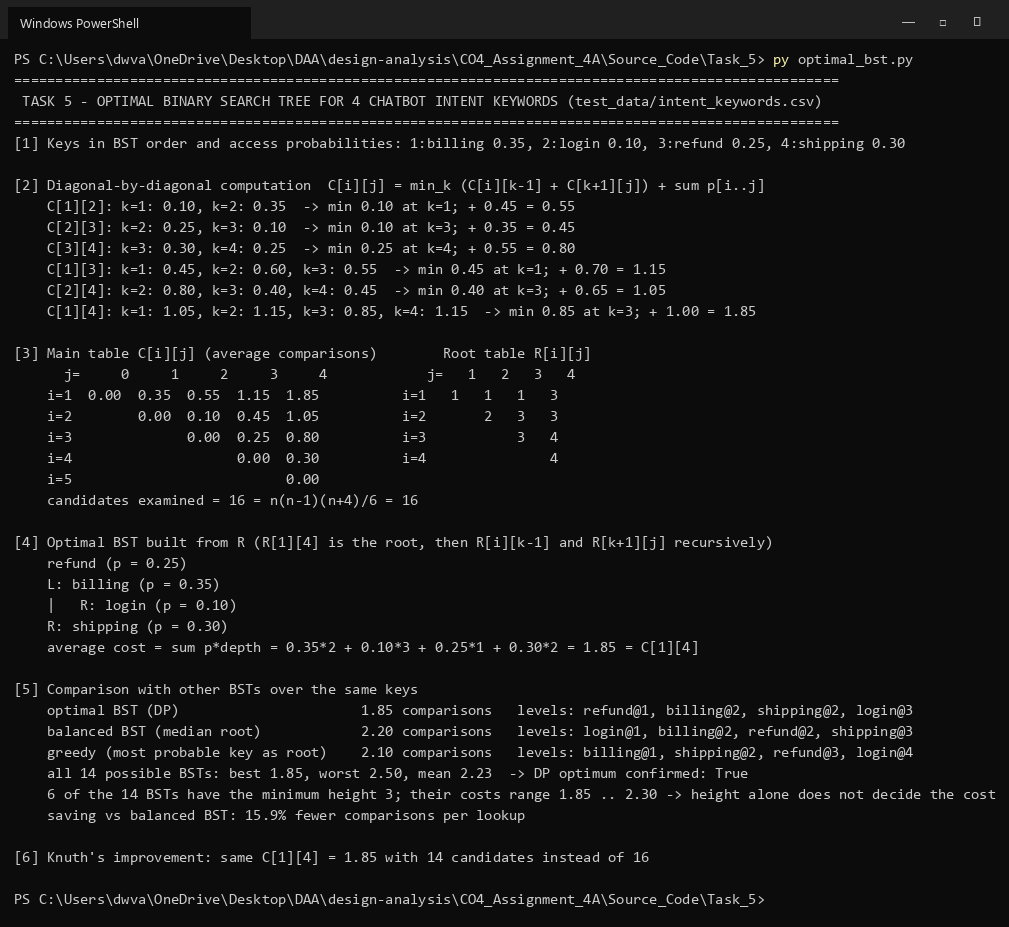 Windows PowerShell
PS C:\Users\dwva\OneDrive\Desktop\DAA\design-analysis\CO4_Assignment_4A\Source_Code\Task_5> py optimal_bst.py
====================================================================================================
 TASK 5 - OPTIMAL BINARY SEARCH TREE FOR 4 CHATBOT INTENT KEYWORDS (test_data/intent_keywords.csv)
====================================================================================================
[1] Keys in BST order and access probabilities: 1:billing 0.35, 2:login 0.10, 3:refund 0.25, 4:shipping 0.30
[2] Diagonal-by-diagonal computation  C[i][j] = min_k (C[i][k-1] + C[k+1][j]) + sum p[i..j]
    C[1][2]: k=1: 0.10, k=2: 0.35  -> min 0.10 at k=1; + 0.45 = 0.55
    C[2][3]: k=2: 0.25, k=3: 0.10  -> min 0.10 at k=3; + 0.35 = 0.45
    C[3][4]: k=3: 0.30, k=4: 0.25  -> min 0.25 at k=4; + 0.55 = 0.80
    C[1][3]: k=1: 0.45, k=2: 0.60, k=3: 0.55  -> min 0.45 at k=1; + 0.70 = 1.15
    C[2][4]: k=2: 0.80, k=3: 0.40, k=4: 0.45  -> min 0.40 at k=3; + 0.65 = 1.05
    C[1][4]: k=1: 1.05, k=2: 1.15, k=3: 0.85, k=4: 1.15  -> min 0.85 at k=3; + 1.00 = 1.85
[3] Main table C[i][j] (average comparisons)        Root table R[i][j]
      j=     0     1     2     3     4            j=   1   2   3   4
    i=1  0.00  0.35  0.55  1.15  1.85          i=1   1   1   1   3
    i=2        0.00  0.10  0.45  1.05          i=2       2   3   3
    i=3              0.00  0.25  0.80          i=3           3   4
    i=4                    0.00  0.30          i=4               4
    i=5                          0.00
    candidates examined = 16 = n(n-1)(n+4)/6 = 16
[4] Optimal BST built from R (R[1][4] is the root, then R[i][k-1] and R[k+1][j] recursively)
    refund (p = 0.25)
    L: billing (p = 0.35)
    |   R: login (p = 0.10)
    R: shipping (p = 0.30)
    average cost = sum p*depth = 0.35*2 + 0.10*3 + 0.25*1 + 0.30*2 = 1.85 = C[1][4]
[5] Comparison with other BSTs over the same keys
    optimal BST (DP)                      1.85 comparisons   levels: refund@1, billing@2, shipping@2, login@3
    balanced BST (median root)            2.20 comparisons   levels: login@1, billing@2, refund@2, shipping@3
    greedy (most probable key as root)    2.10 comparisons   levels: billing@1, shipping@2, refund@3, login@4
    all 14 possible BSTs: best 1.85, worst 2.50, mean 2.23  -> DP optimum confirmed: True
    6 of the 14 BSTs have the minimum height 3; their costs range 1.85 .. 2.30 -> height alone does not decide the cost
    saving vs balanced BST: 15.9% fewer comparisons per lookup
[6] Knuth's improvement: same C[1][4] = 1.85 with 14 candidates instead of 16
PS C:\Users\dwva\OneDrive\Desktop\DAA\design-analysis\CO4_Assignment_4A\Source_Code\Task_5>